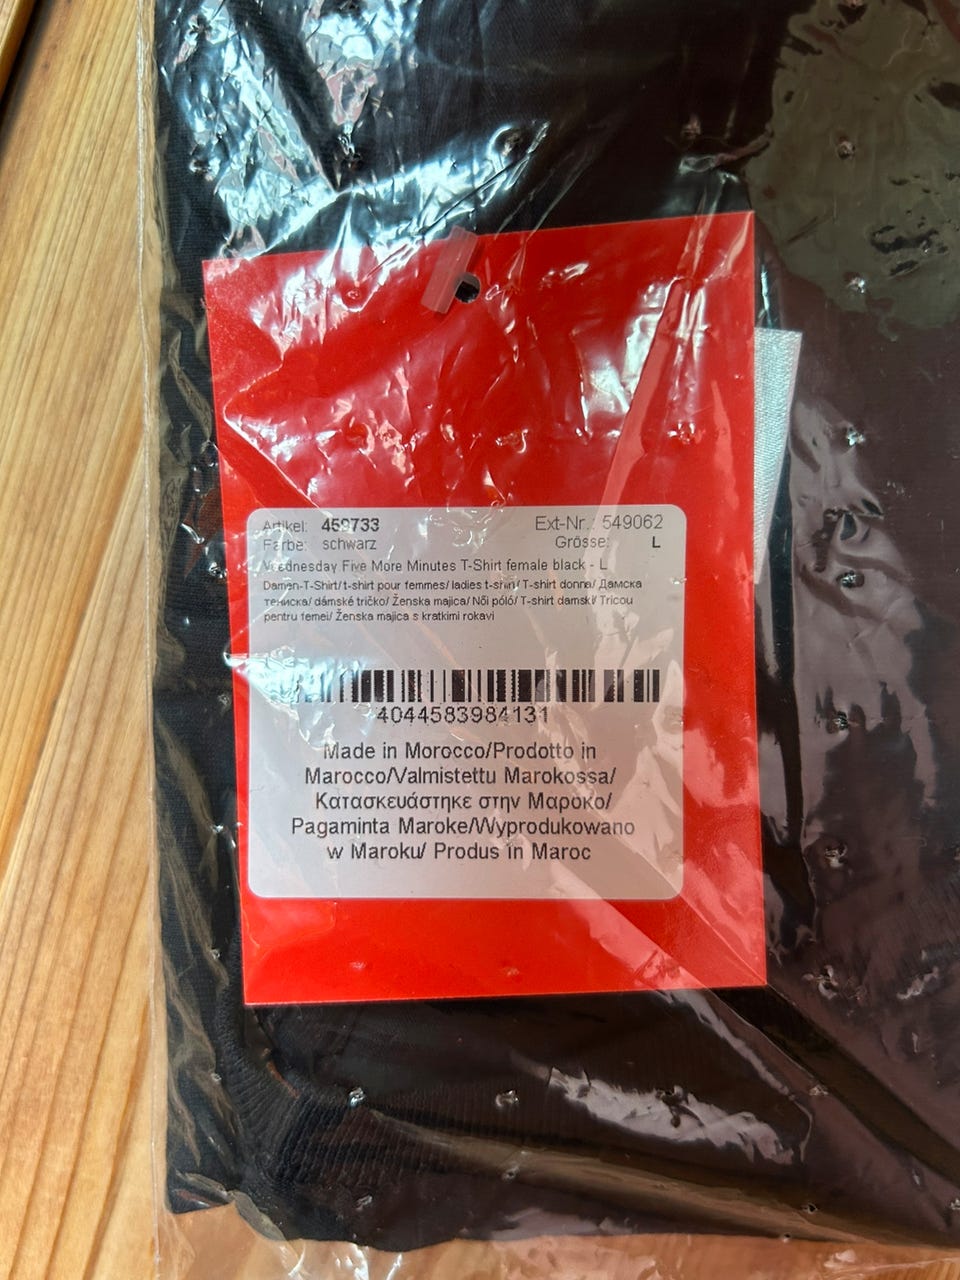 Artikel: 459733 Ext-Nr.: 549062
Farbe: schwarz Grösse: L
Wednesday Five More Minutes T-Shirt female black - L
Damen-T-Shirt/ t-shirt pour femmes/ ladies t-shirt/ T-shirt donna/ Дамска
тениска/ dámské tričko/ Ženska majica/ Női póló/ T-shirt damski/ Tricou
pentru femei/ Ženska majica s kratkimi rokavi
4044583984131
Made in Morocco/Prodotto in
Marocco/Valmistettu Marokossa/
Κατασκευάστηκε στην Μαροκο/
Pagaminta Maroke/Wyprodukowano
w Maroku/ Produs in Maroc